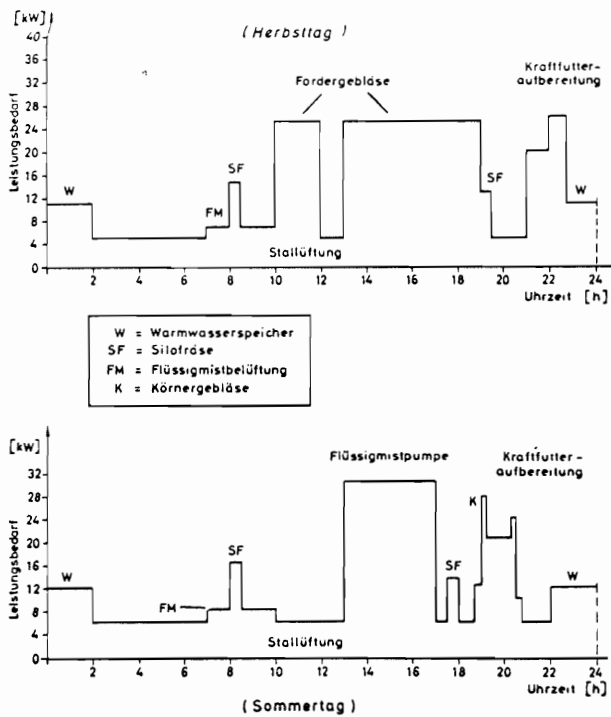 [kW]
(Herbsttag)
40
36
32
28
24
20
16
12
8
4
0
Leistungsbedarf
Kraftfutter-
aufbereitung
Fördergebläse
W
FM
SF
SF
W
Stallüftung
2 4 6 8 10 12 14 16 18 20 22 24
Uhrzeit [h]
W = Warmwasserspeicher
SF = Silofräse
FM = Flüssigmistbelüftung
K = Körnergebläse
[kW]
32
28
24
20
16
12
8
4
0
Leistungsbedarf
Flüssigmistpumpe
Kraftfutter-
aufbereitung
W
FM
SF
SF
K
W
Stallüftung
2 4 6 8 10 12 14 16 18 20 22 24
Uhrzeit [h]
(Sommertag)